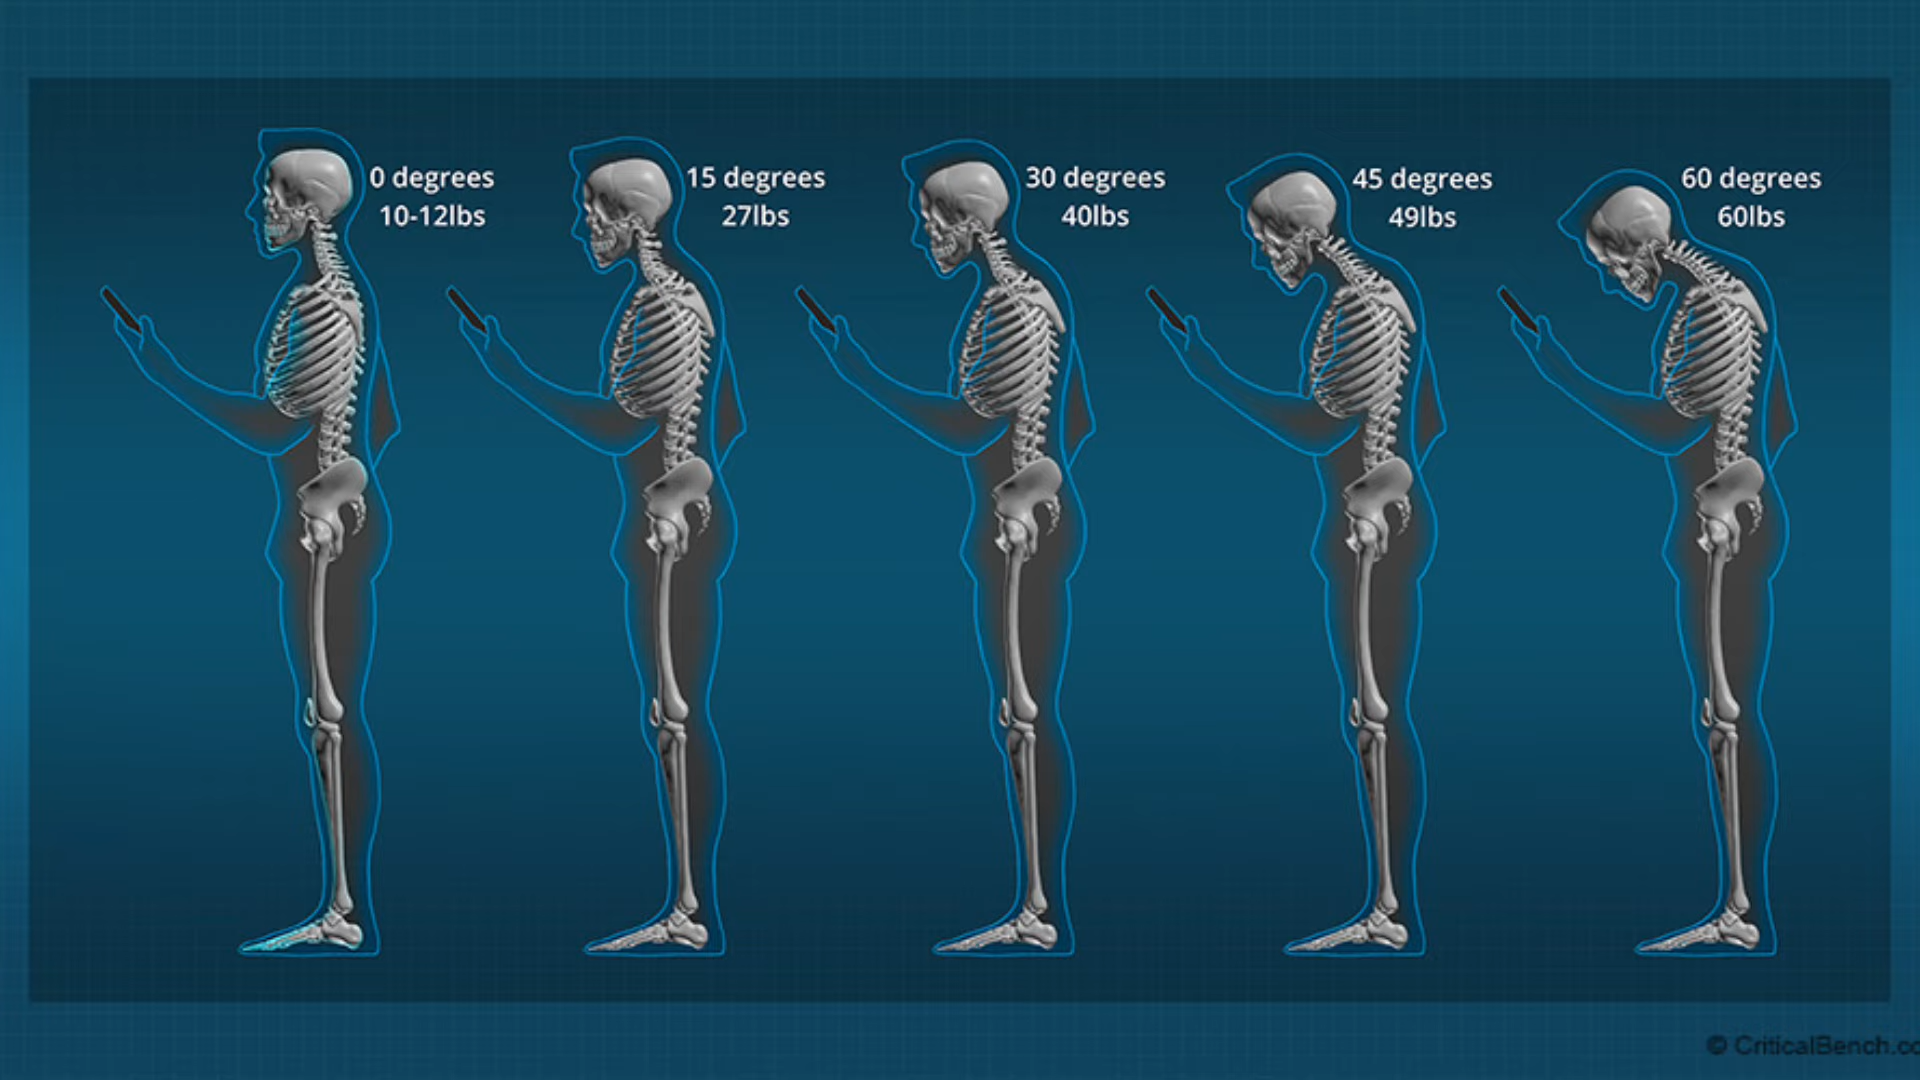 0 degrees
10-12lbs
15 degrees
27lbs
30 degrees
40lbs
45 degrees
49lbs
60 degrees
60lbs
© CriticalBench.co